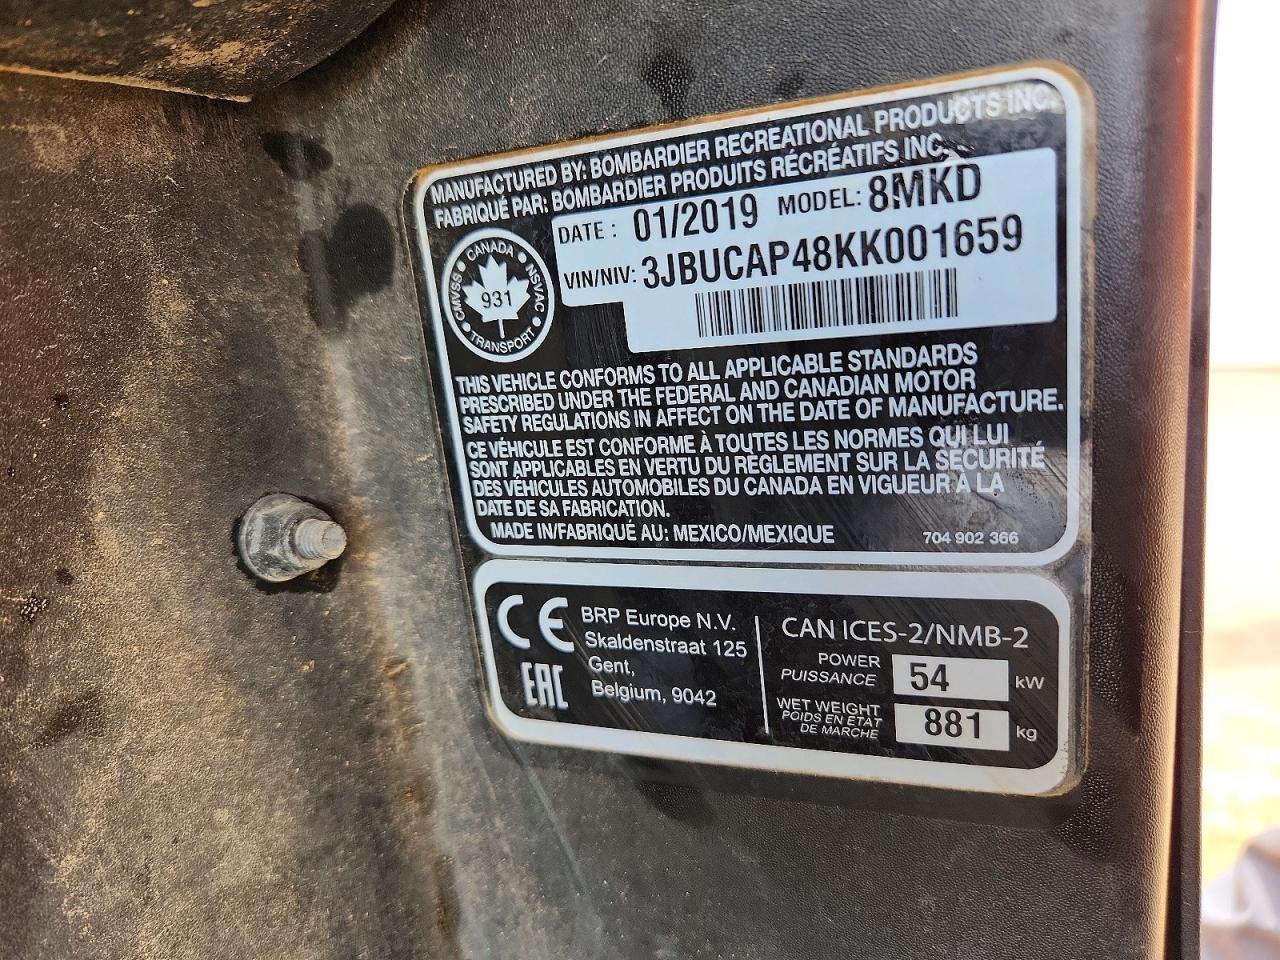 MANUFACTURED BY: BOMBARDIER RECREATIONAL PRODUCTS INC.
FABRIQUÉ PAR: BOMBARDIER PRODUITS RÉCRÉATIFS INC.
DATE : 01/2019 MODEL: 8MKD
VIN/NIV: 3JBUCAP48KK001659
CANADA
CMVSS 931 NSVAC
TRANSPORT
THIS VEHICLE CONFORMS TO ALL APPLICABLE STANDARDS
PRESCRIBED UNDER THE FEDERAL AND CANADIAN MOTOR
SAFETY REGULATIONS IN AFFECT ON THE DATE OF MANUFACTURE.
CE VÉHICULE EST CONFORME À TOUTES LES NORMES QUI LUI
SONT APPLICABLES EN VERTU DU RÈGLEMENT SUR LA SÉCURITÉ
DES VÉHICULES AUTOMOBILES DU CANADA EN VIGUEUR À LA
DATE DE SA FABRICATION.
MADE IN/FABRIQUÉ AU: MEXICO/MEXIQUE 704 902 366
CE
EAC
BRP Europe N.V.
Skaldenstraat 125
Gent,
Belgium, 9042
CAN ICES-2/NMB-2
POWER
PUISSANCE 54 kW
WET WEIGHT
POIDS EN ÉTAT
DE MARCHE 881 kg